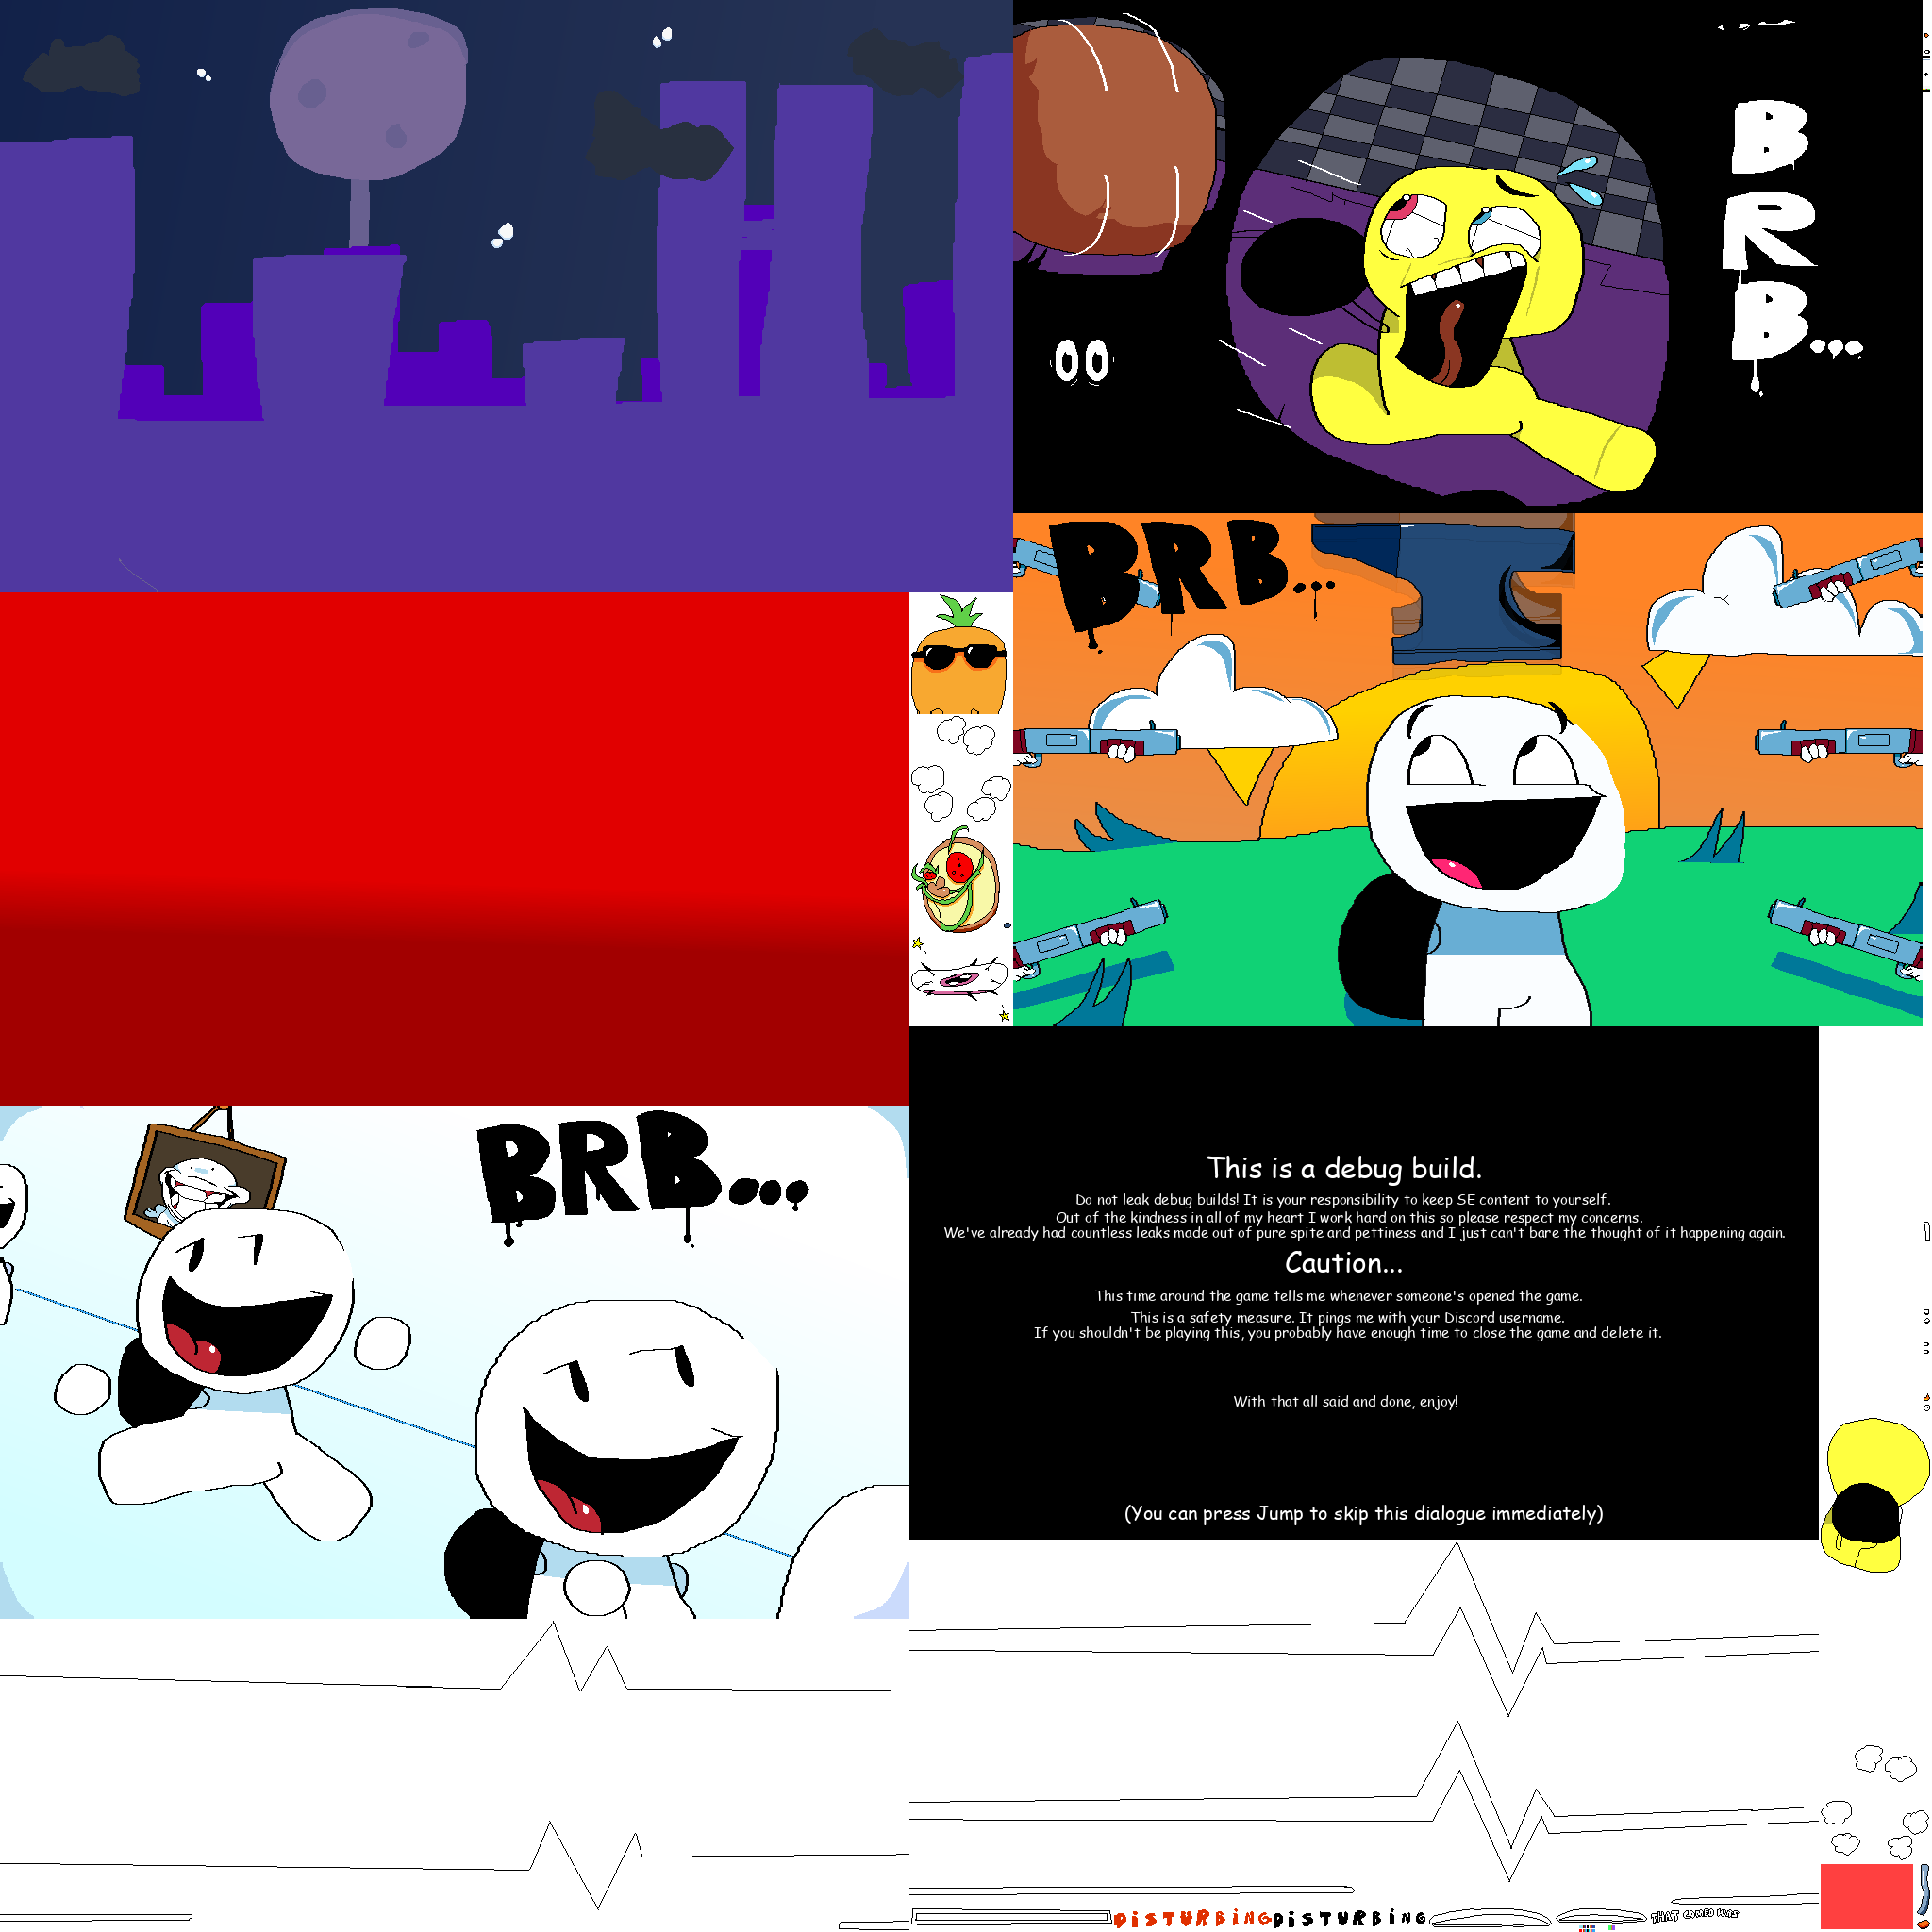 BRB...
BRB...
BRB...
This is a debug build.
Do not leak debug builds! It is your responsibility to keep SE content to yourself.
Out of the kindness in all of my heart I work hard on this so please respect my concerns.
We've already had countless leaks made out of pure spite and pettiness and I just can't bare the thought of it happening again.
Caution...
This time around the game tells me whenever someone's opened the game.
This is a safety measure. It pings me with your Discord username.
If you shouldn't be playing this, you probably have enough time to close the game and delete it.
With that all said and done, enjoy!
(You can press Jump to skip this dialogue immediately)
DiSTURBiNG DiSTURBiNG THAT COMBO WAS